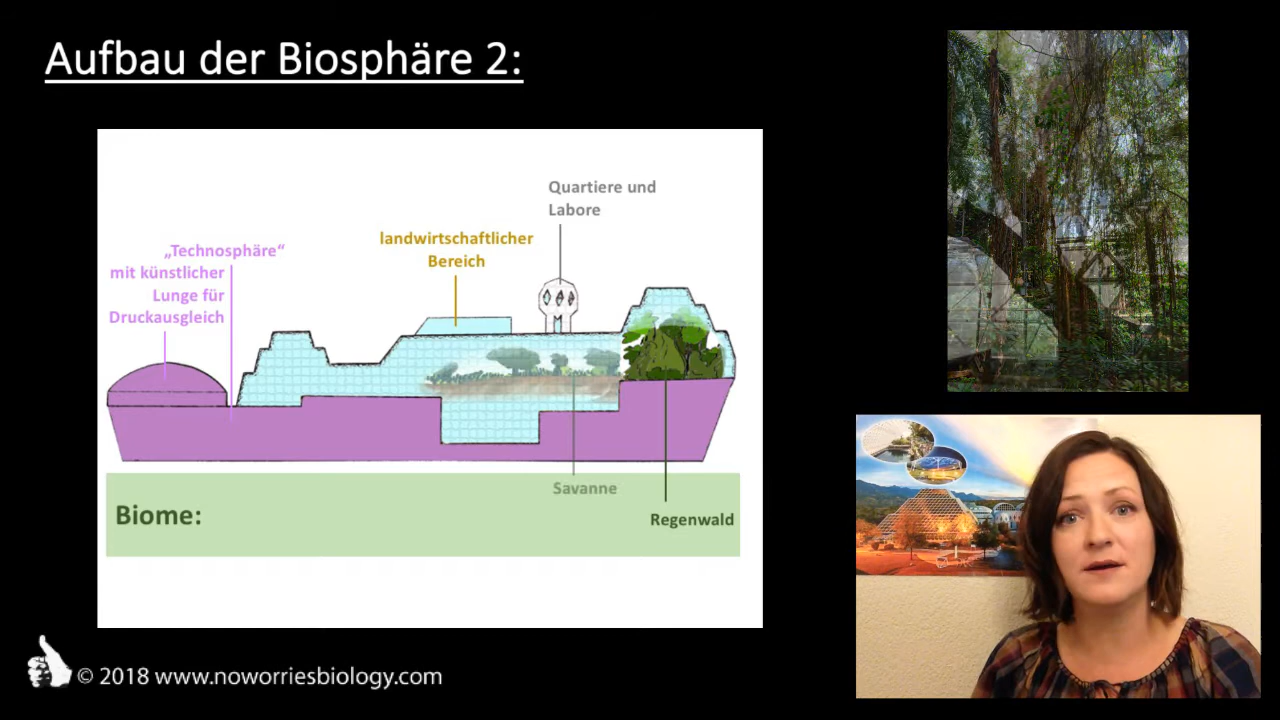 Aufbau der Biosphäre 2:
Quartiere und
Labore
landwirtschaftlicher
Bereich
„Technosphäre“
mit künstlicher
Lunge für
Druckausgleich
Savanne
Biome:
Regenwald
© 2018 www.noworriesbiology.com